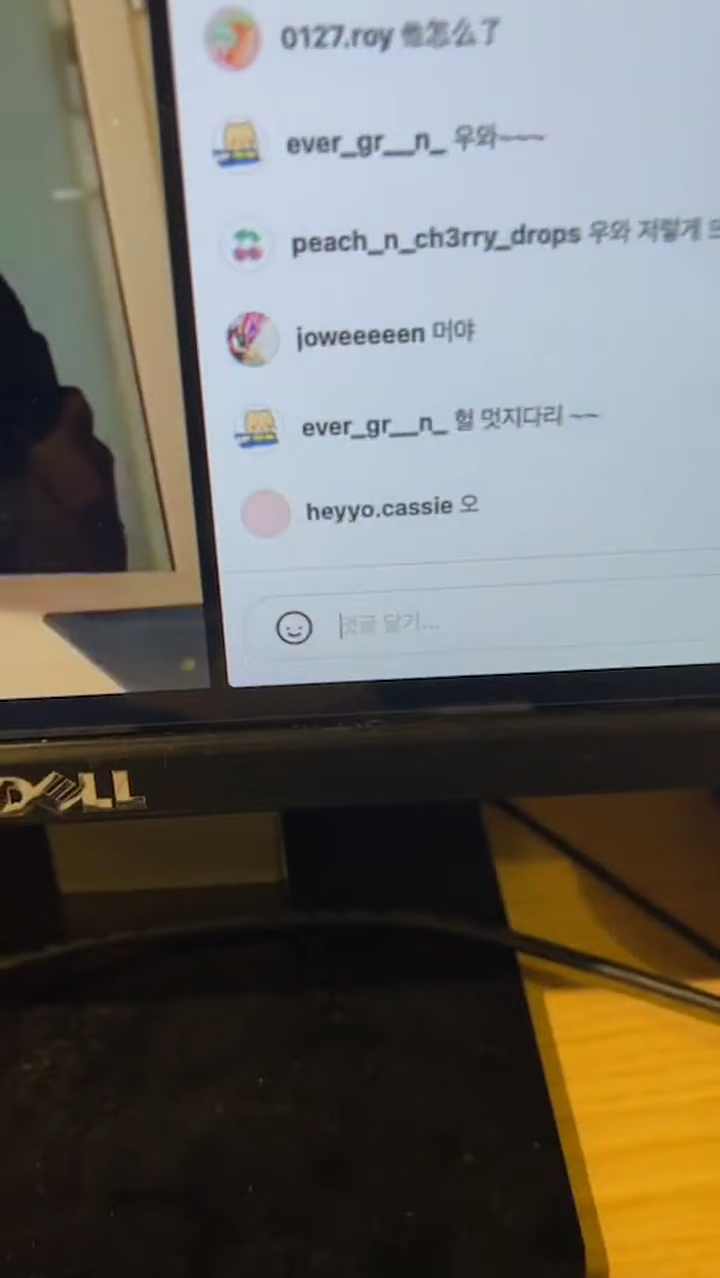 0127.roy 他怎么了
ever_gr__n_ 우와~~~
peach_n_ch3rry_drops 우와 저렇게
joweeeeen 머야
ever_gr__n_ 헐 멋지다리 ~~
heyyo.cassie 오
댓글 달기...
DELL